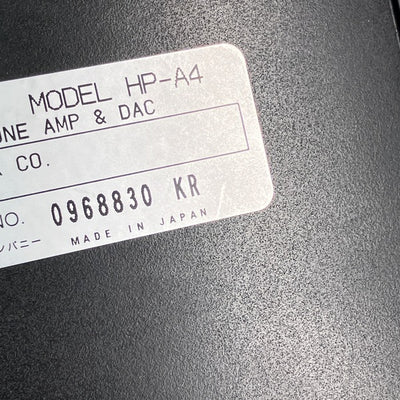 MODEL HP-A4
ONE AMP & DAC
CO.
NO. 0968830 KR
ンパニー MADE IN JAPAN